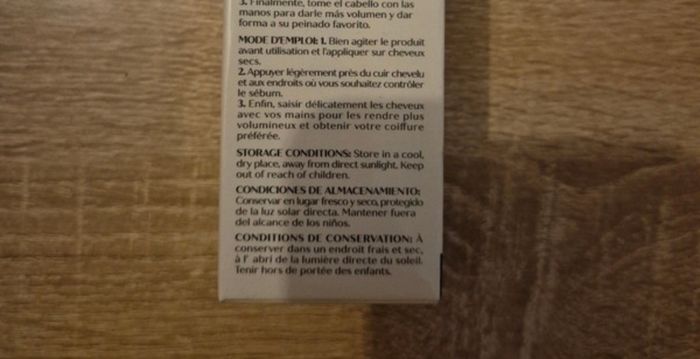 3. Finalmente, tome el cabello con las
manos para darle más volumen y dar
forma a su peinado favorito.
MODE D'EMPLOI: 1. Bien agiter le produit
avant utilisation et l'appliquer sur cheveux
secs.
2. Appuyer légèrement près du cuir chevelu
et aux endroits où vous souhaitez contrôler
le sébum.
3. Enfin, saisir délicatement les cheveux
avec vos mains pour les rendre plus
volumineux et obtenir votre coiffure
préférée.
STORAGE CONDITIONS: Store in a cool,
dry place, away from direct sunlight. Keep
out of reach of children.
CONDICIONES DE ALMACENAMIENTO:
Conservar en lugar fresco y seco, protegido
de la luz solar directa. Mantener fuera
del alcance de los niños.
CONDITIONS DE CONSERVATION: À
conserver dans un endroit frais et sec,
à l' abri de la lumière directe du soleil.
Tenir hors de portée des enfants.